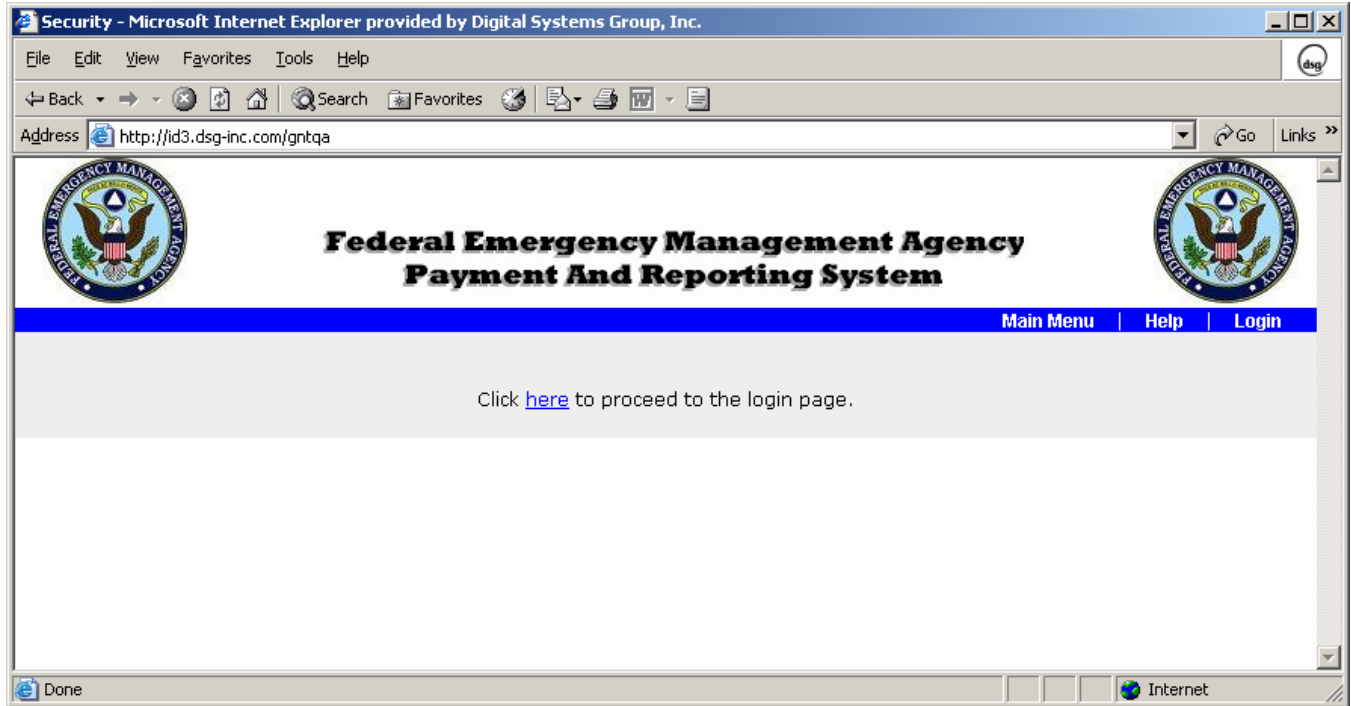 Security - Microsoft Internet Explorer provided by Digital Systems Group, Inc.
File Edit View Favorites Tools Help
dsg
Back Search Favorites
Address http://id3.dsg-inc.com/gntqa Go Links »
FEDERAL EMERGENCY MANAGEMENT AGENCY
FEDERAL EMERGENCY MANAGEMENT AGENCY
Federal Emergency Management Agency
Payment And Reporting System
Main Menu | Help | Login
Click here to proceed to the login page.
Done Internet